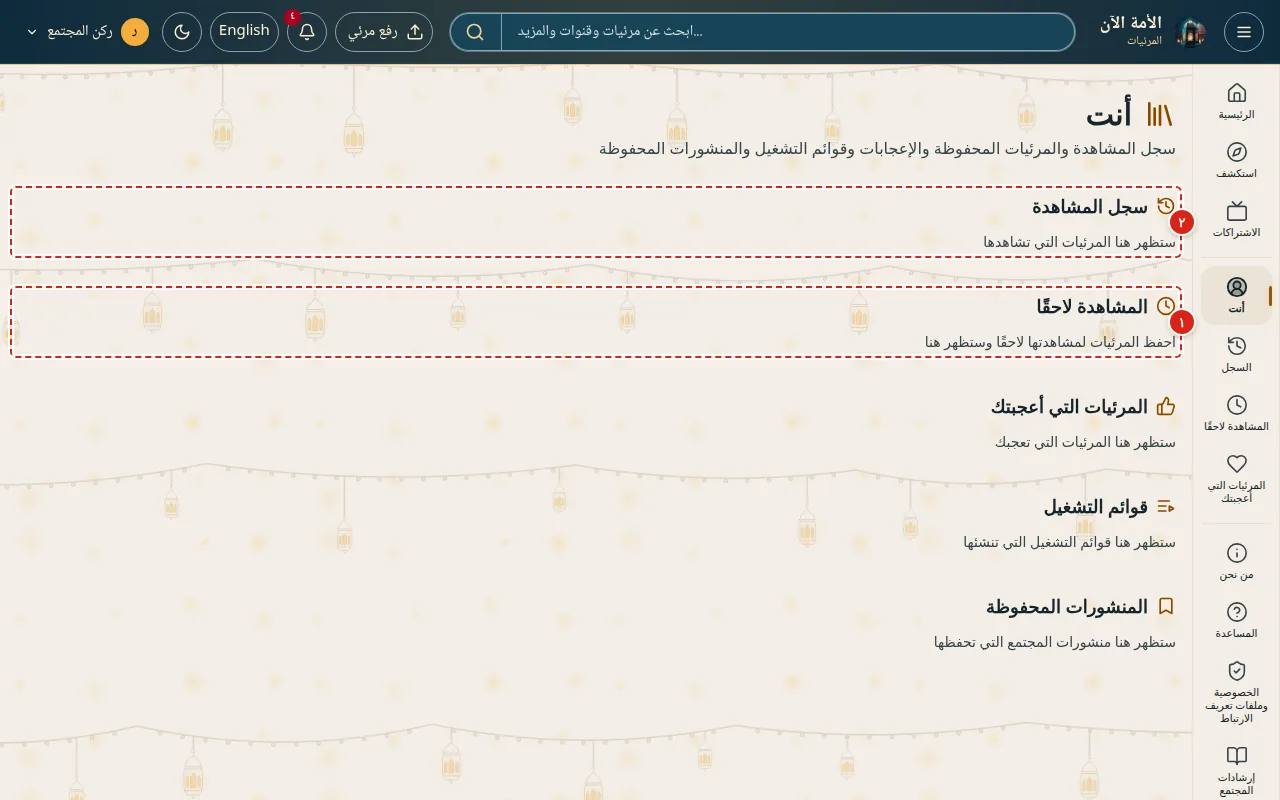 الأمة الآن
المرئيات
ابحث عن مرئيات وقنوات والمزيد...
رفع مرئي
٤
English
ر
ركن المجتمع
الرئيسية
استكشف
الاشتراكات
أنت
السجل
المشاهدة لاحقًا
المرئيات التي
أعجبتك
من نحن
المساعدة
الخصوصية
وملفات تعريف
الارتباط
إرشادات
المجتمع
أنت
سجل المشاهدة والمرئيات المحفوظة والإعجابات وقوائم التشغيل والمنشورات المحفوظة
سجل المشاهدة
٢
ستظهر هنا المرئيات التي تشاهدها
المشاهدة لاحقًا
١
احفظ المرئيات لمشاهدتها لاحقًا وستظهر هنا
المرئيات التي أعجبتك
ستظهر هنا المرئيات التي تعجبك
قوائم التشغيل
ستظهر هنا قوائم التشغيل التي تنشئها
المنشورات المحفوظة
ستظهر هنا منشورات المجتمع التي تحفظها